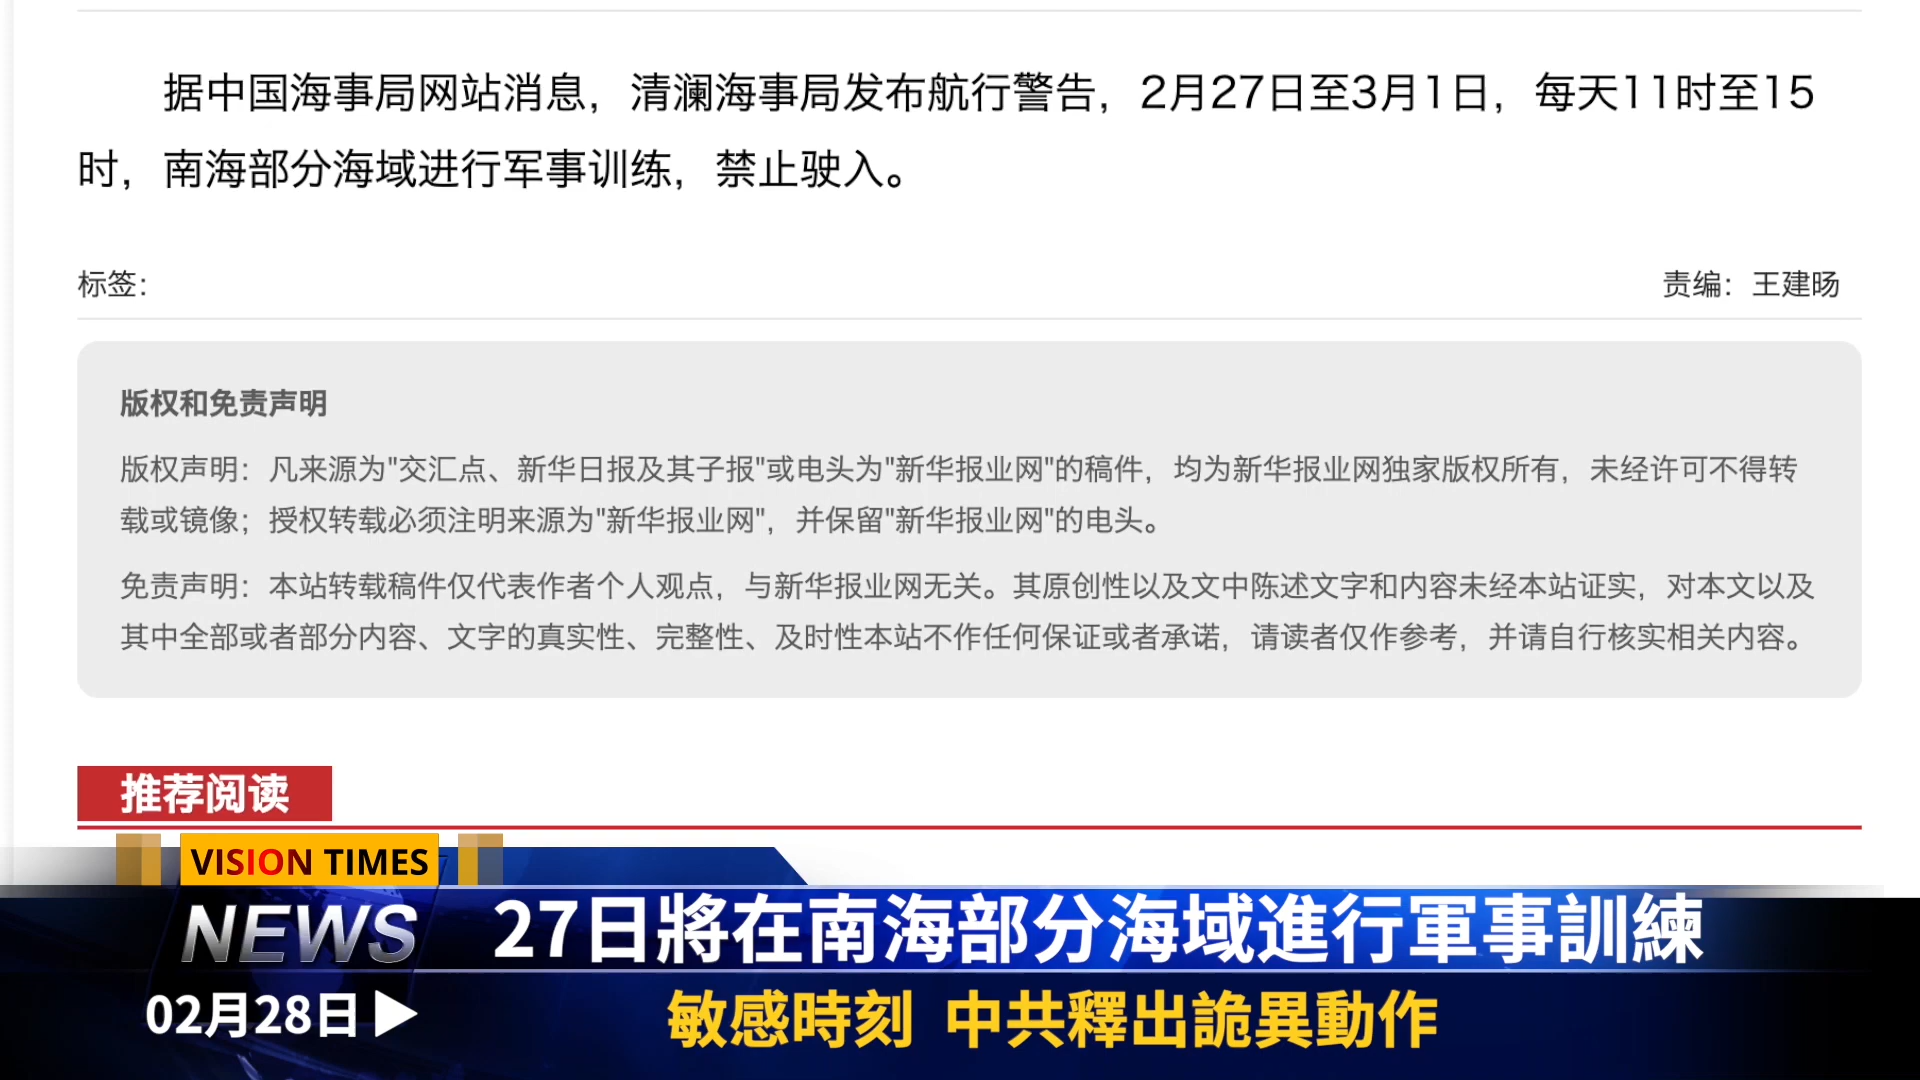 据中国海事局网站消息，清澜海事局发布航行警告，2月27日至3月1日，每天11时至15
时，南海部分海域进行军事训练，禁止驶入。
标签：
责编：王建旸
版权和免责声明
版权声明：凡来源为"交汇点、新华日报及其子报"或电头为"新华报业网"的稿件，均为新华报业网独家版权所有，未经许可不得转
载或镜像；授权转载必须注明来源为"新华报业网"，并保留"新华报业网"的电头。
免责声明：本站转载稿件仅代表作者个人观点，与新华报业网无关。其原创性以及文中陈述文字和内容未经本站证实，对本文以及
其中全部或者部分内容、文字的真实性、完整性、及时性本站不作任何保证或者承诺，请读者仅作参考，并请自行核实相关内容。
推荐阅读
VISION TIMES
NEWS
27日將在南海部分海域進行軍事訓練
02月28日
敏感時刻 中共釋出詭異動作